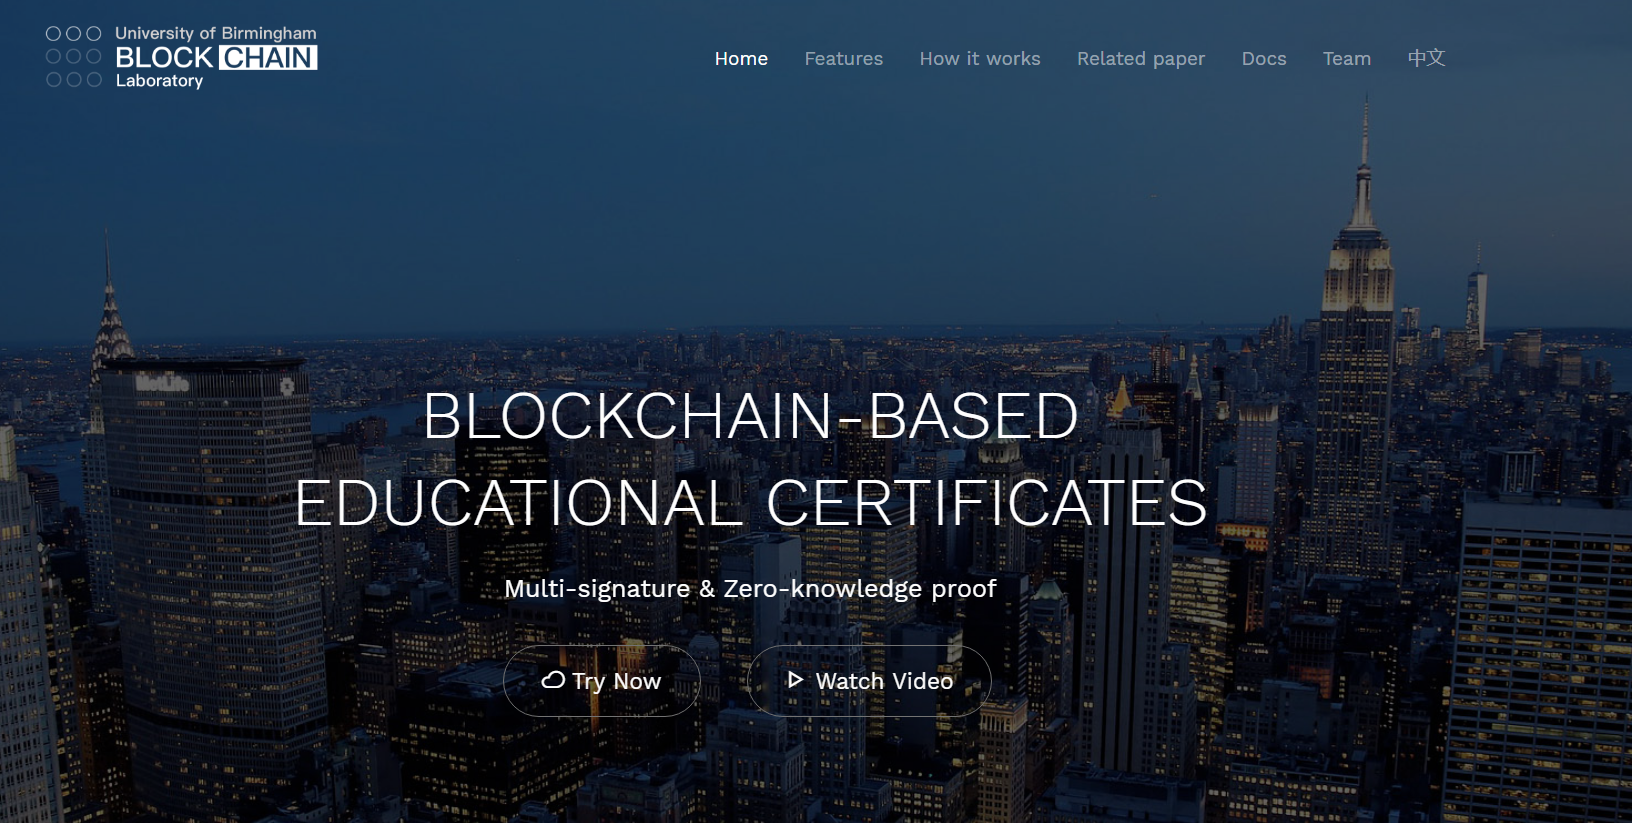 University of Birmingham
BLOCK CHAIN
Laboratory
Home Features How it works Related paper Docs Team 中文
MetLife
BLOCKCHAIN-BASED
EDUCATIONAL CERTIFICATES
Multi-signature & Zero-knowledge proof
Try Now Watch Video